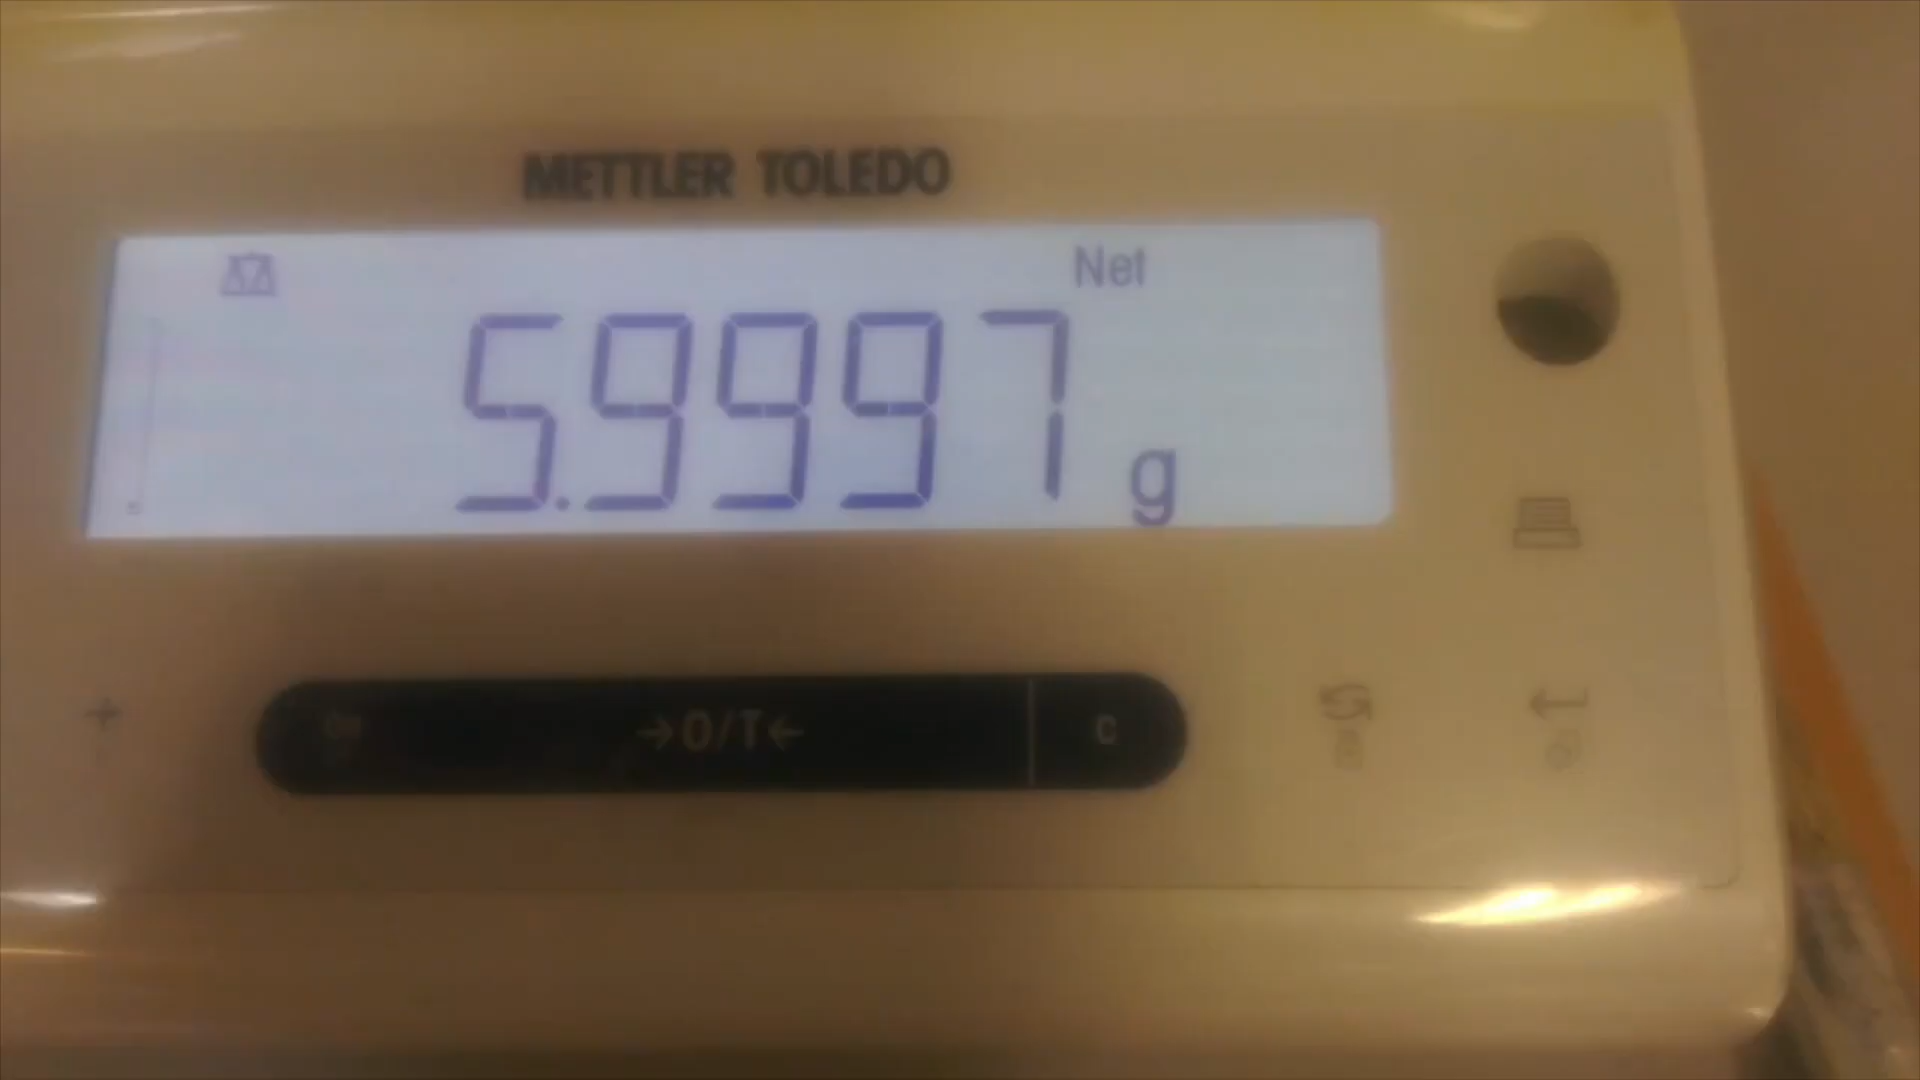 METTLER TOLEDO
Net
5.9997 g
→0/T← C